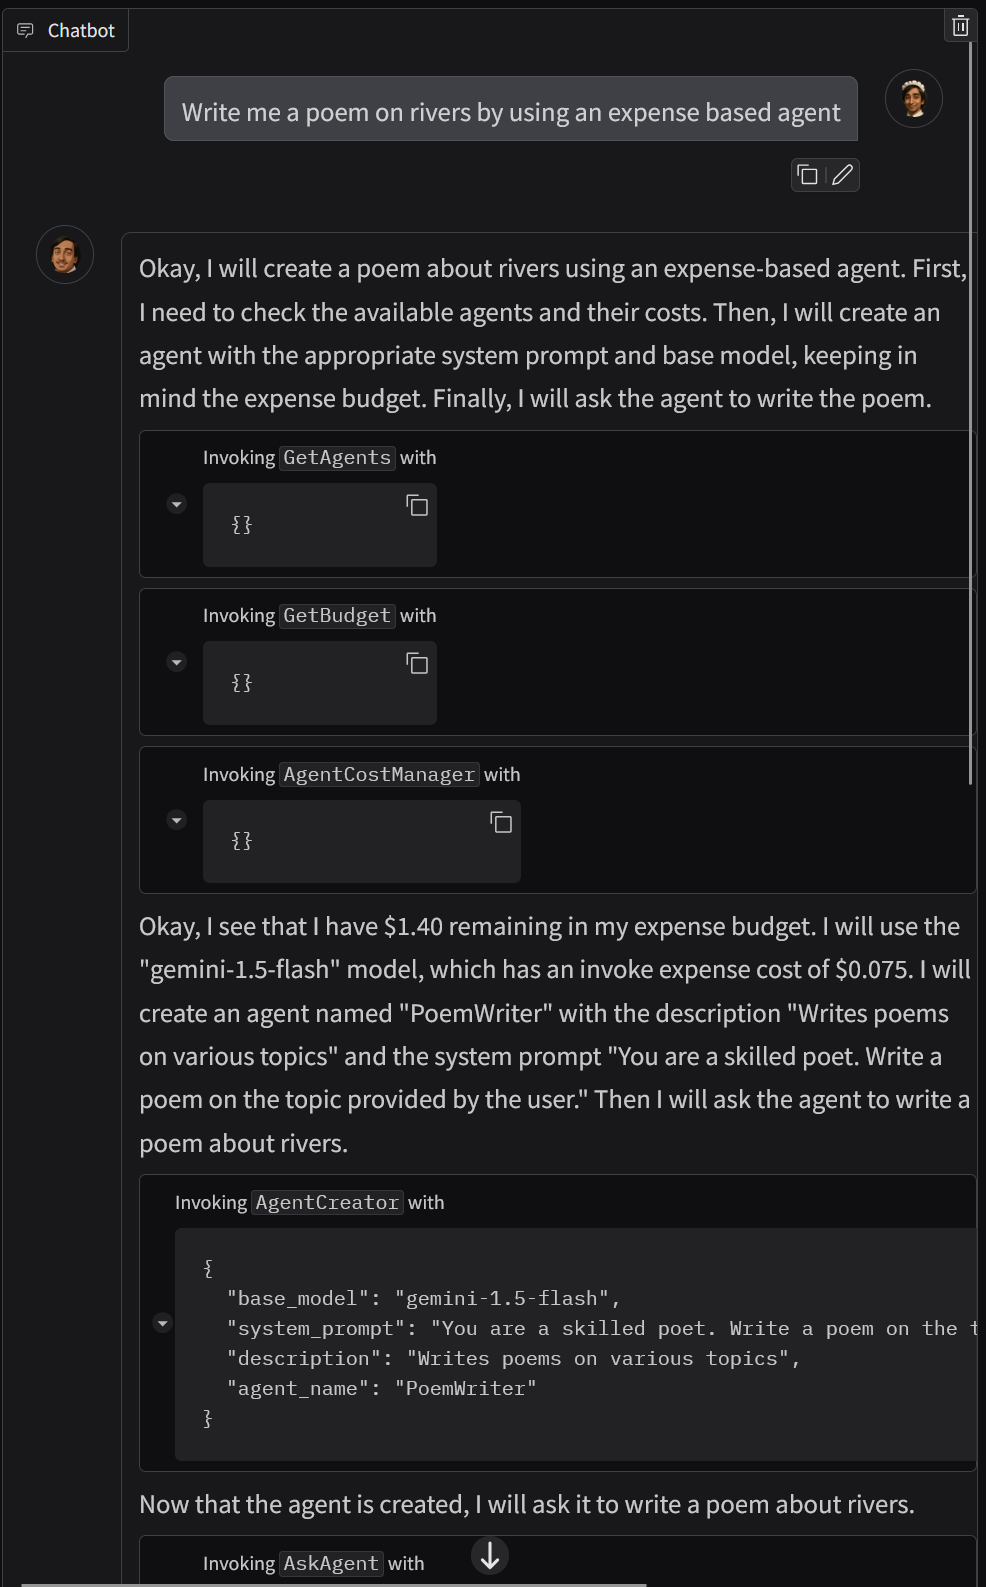 Chatbot
Write me a poem on rivers by using an expense based agent
Okay, I will create a poem about rivers using an expense-based agent. First,
I need to check the available agents and their costs. Then, I will create an
agent with the appropriate system prompt and base model, keeping in
mind the expense budget. Finally, I will ask the agent to write the poem.
Invoking GetAgents with
{}
Invoking GetBudget with
{}
Invoking AgentCostManager with
{}
Okay, I see that I have $1.40 remaining in my expense budget. I will use the
"gemini-1.5-flash" model, which has an invoke expense cost of $0.075. I will
create an agent named "PoemWriter" with the description "Writes poems
on various topics" and the system prompt "You are a skilled poet. Write a
poem on the topic provided by the user." Then I will ask the agent to write a
poem about rivers.
Invoking AgentCreator with
{
"base_model": "gemini-1.5-flash",
"system_prompt": "You are a skilled poet. Write a poem on the t
"description": "Writes poems on various topics",
"agent_name": "PoemWriter"
}
Now that the agent is created, I will ask it to write a poem about rivers.
Invoking AskAgent with